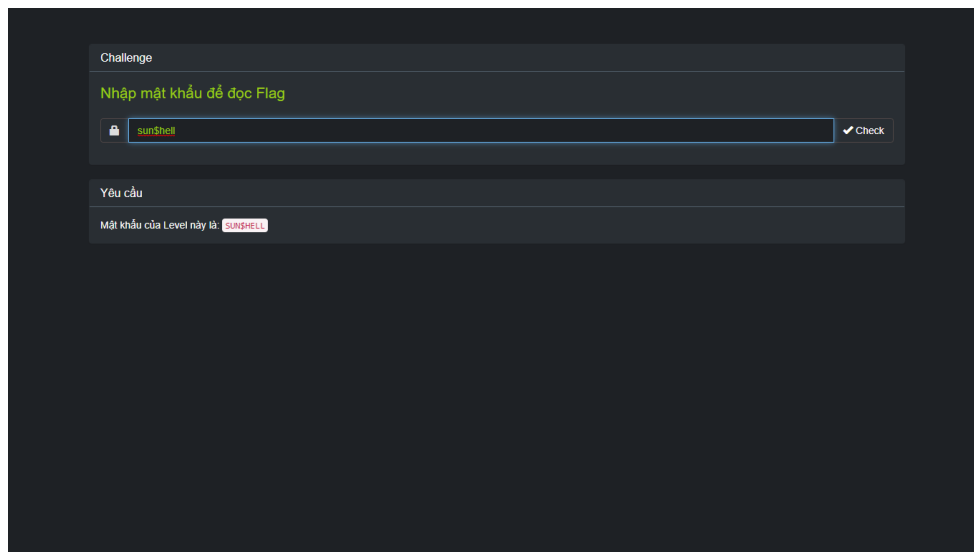 Challenge
Nhập mật khẩu để đọc Flag
sun$hell
Check
Yêu cầu
Mật khẩu của Level này là: SUN$HELL